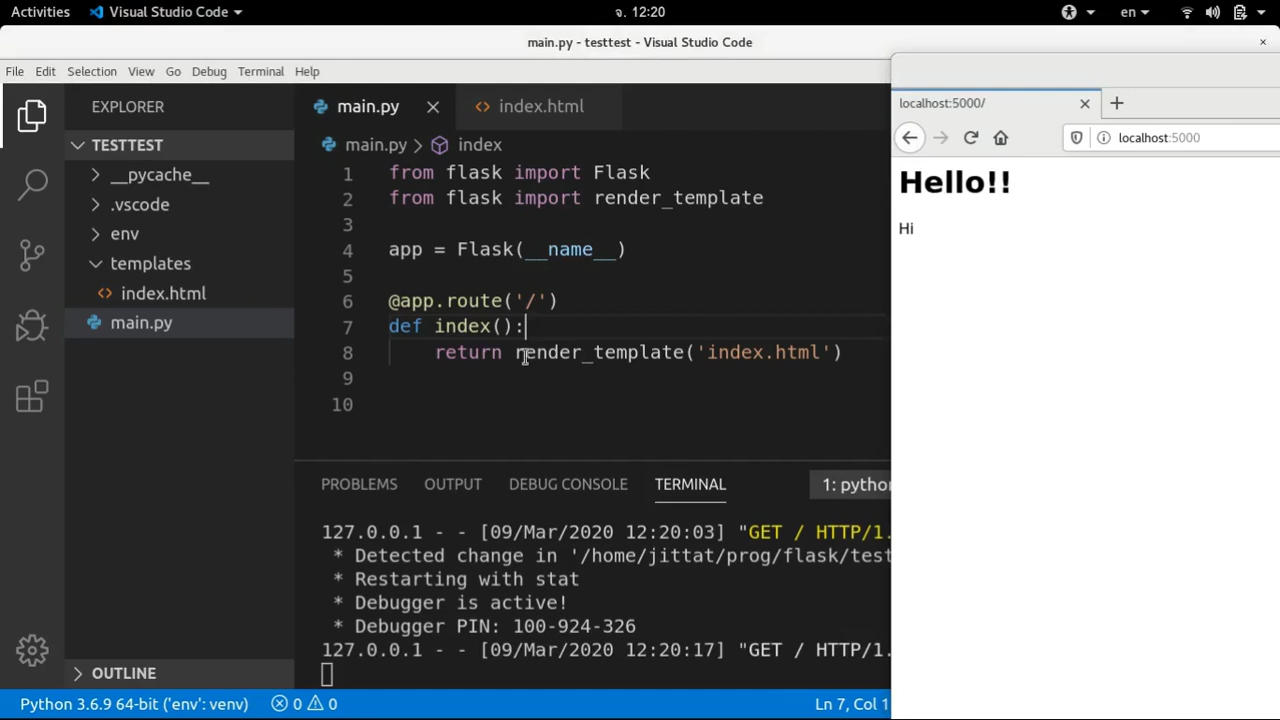 Activities Visual Studio Code จ. 12:20 en
main.py - testtest - Visual Studio Code ×
File Edit Selection View Go Debug Terminal Help
EXPLORER
TESTTEST
__pycache__
.vscode
env
templates
index.html
main.py
OUTLINE
main.py index.html
main.py > index
1 from flask import Flask
2 from flask import render_template
3
4 app = Flask(__name__)
5
6 @app.route('/')
7 def index():
8 return render_template('index.html')
9
10
PROBLEMS OUTPUT DEBUG CONSOLE TERMINAL 1: python
127.0.0.1 - - [09/Mar/2020 12:20:03] "GET / HTTP/1.
* Detected change in '/home/jittat/prog/flask/test
* Restarting with stat
* Debugger is active!
* Debugger PIN: 100-924-326
127.0.0.1 - - [09/Mar/2020 12:20:17] "GET / HTTP/1.
Python 3.6.9 64-bit ('env': venv) 0 0 Ln 7, Col 1
localhost:5000/
localhost:5000
Hello!!
Hi